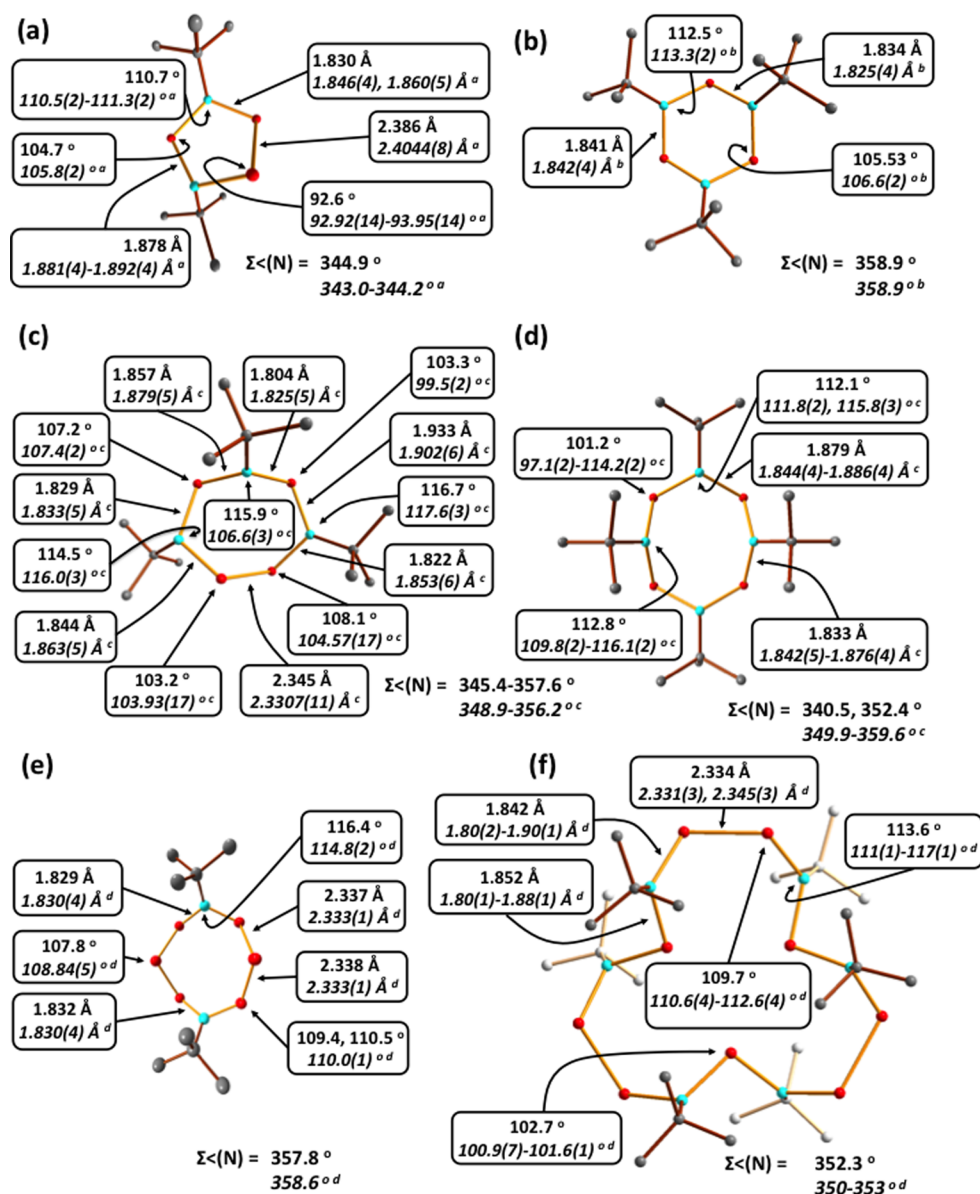 (a)
110.7 º
110.5(2)-111.3(2) º ᵃ
1.830 Å
1.846(4), 1.860(5) Å ᵃ
104.7 º
105.8(2) º ᵃ
2.386 Å
2.4044(8) Å ᵃ
92.6 º
92.92(14)-93.95(14) º ᵃ
1.878 Å
1.881(4)-1.892(4) Å ᵃ
Σ<(N) = 344.9 º
343.0-344.2 º ᵃ
(b)
112.5 º
113.3(2) º ᵇ
1.834 Å
1.825(4) Å ᵇ
1.841 Å
1.842(4) Å ᵇ
105.53 º
106.6(2) º ᵇ
Σ<(N) = 358.9 º
358.9 º ᵇ
(c)
1.857 Å
1.879(5) Å ᶜ
1.804 Å
1.825(5) Å ᶜ
103.3 º
99.5(2) º ᶜ
107.2 º
107.4(2) º ᶜ
1.933 Å
1.902(6) Å ᶜ
1.829 Å
1.833(5) Å ᶜ
115.9 º
106.6(3) º ᶜ
116.7 º
117.6(3) º ᶜ
114.5 º
116.0(3) º ᶜ
1.822 Å
1.853(6) Å ᶜ
1.844 Å
1.863(5) Å ᶜ
108.1 º
104.57(17) º ᶜ
103.2 º
103.93(17) º ᶜ
2.345 Å
2.3307(11) Å ᶜ
Σ<(N) = 345.4-357.6 º
348.9-356.2 º ᶜ
(d)
112.1 º
111.8(2), 115.8(3) º ᶜ
101.2 º
97.1(2)-114.2(2) º ᶜ
1.879 Å
1.844(4)-1.886(4) Å ᶜ
112.8 º
109.8(2)-116.1(2) º ᶜ
1.833 Å
1.842(5)-1.876(4) Å ᶜ
Σ<(N) = 340.5, 352.4 º
349.9-359.6 º ᶜ
(e)
116.4 º
114.8(2) º ᵈ
1.829 Å
1.830(4) Å ᵈ
2.337 Å
2.333(1) Å ᵈ
107.8 º
108.84(5) º ᵈ
2.338 Å
2.333(1) Å ᵈ
1.832 Å
1.830(4) Å ᵈ
109.4, 110.5 º
110.0(1) º ᵈ
Σ<(N) = 357.8 º
358.6 º ᵈ
(f)
2.334 Å
2.331(3), 2.345(3) Å ᵈ
1.842 Å
1.80(2)-1.90(1) Å ᵈ
113.6 º
111(1)-117(1) º ᵈ
1.852 Å
1.80(1)-1.88(1) Å ᵈ
109.7 º
110.6(4)-112.6(4) º ᵈ
102.7 º
100.9(7)-101.6(1) º ᵈ
Σ<(N) = 352.3 º
350-353 º ᵈ